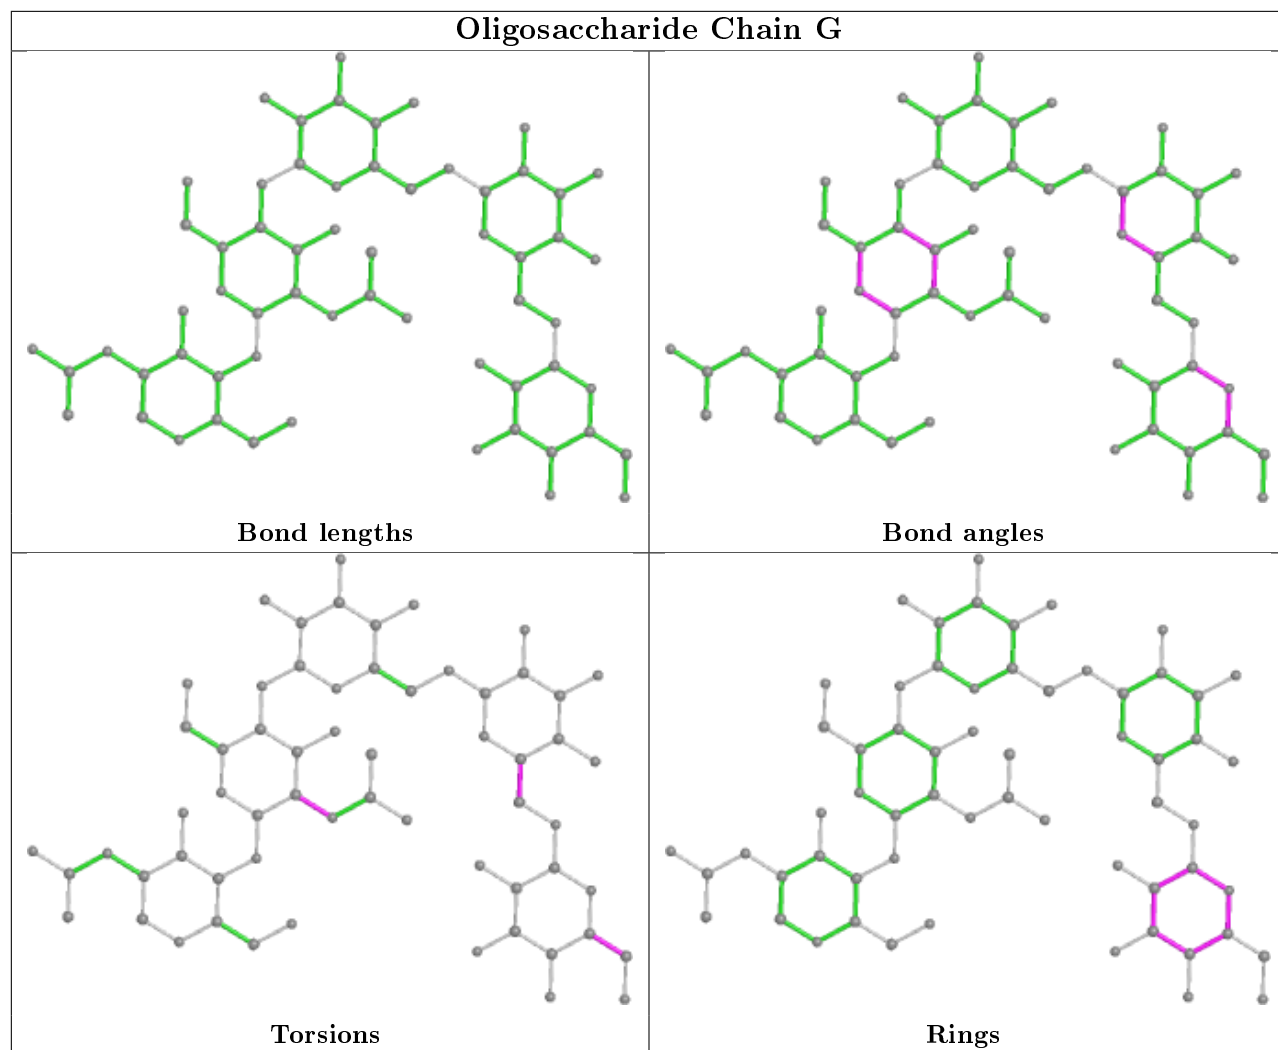 Oligosaccharide Chain G
Bond lengths
Bond angles
Torsions
Rings